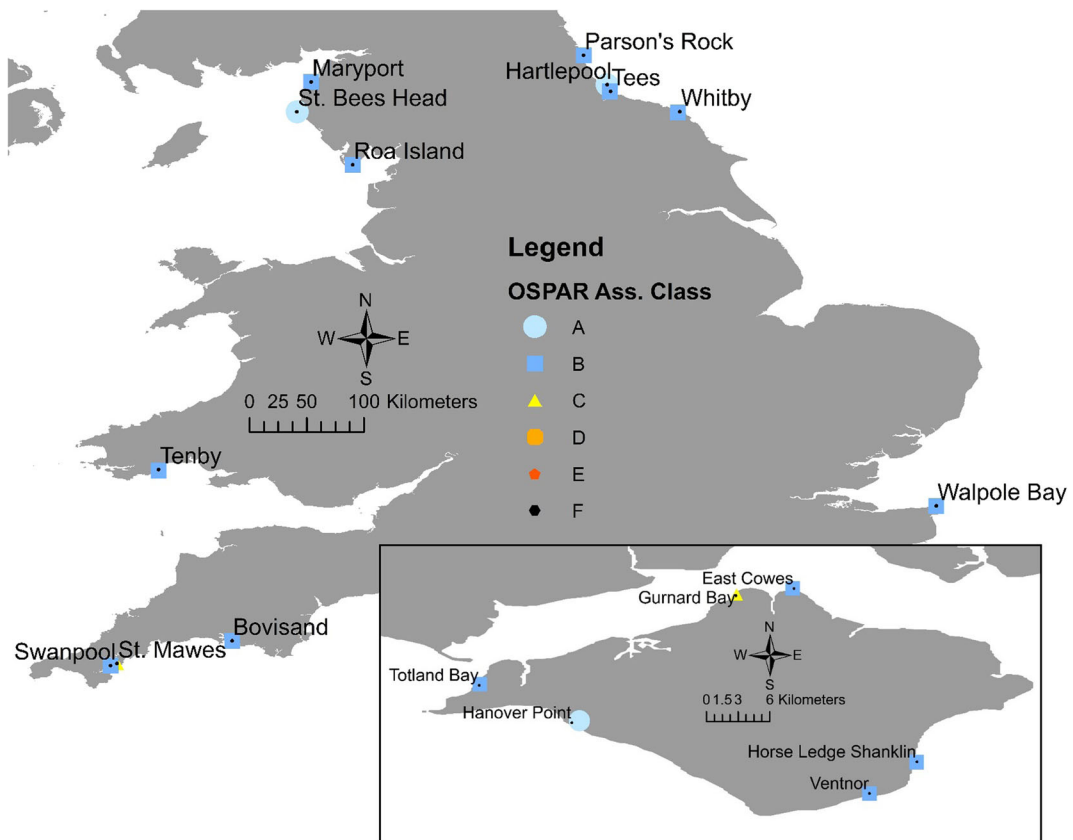 Parson's Rock
Maryport
Hartlepool
Tees
St. Bees Head
Whitby
Roa Island
Legend
OSPAR Ass. Class
A
B
C
D
E
F
N
W
E
S
0 25 50 100 Kilometers
Tenby
Walpole Bay
Bovisand
Swanpool
St. Mawes
East Cowes
Gurnard Bay
N
W
E
S
Totland Bay
0 1.53 6 Kilometers
Hanover Point
Horse Ledge Shanklin
Ventnor